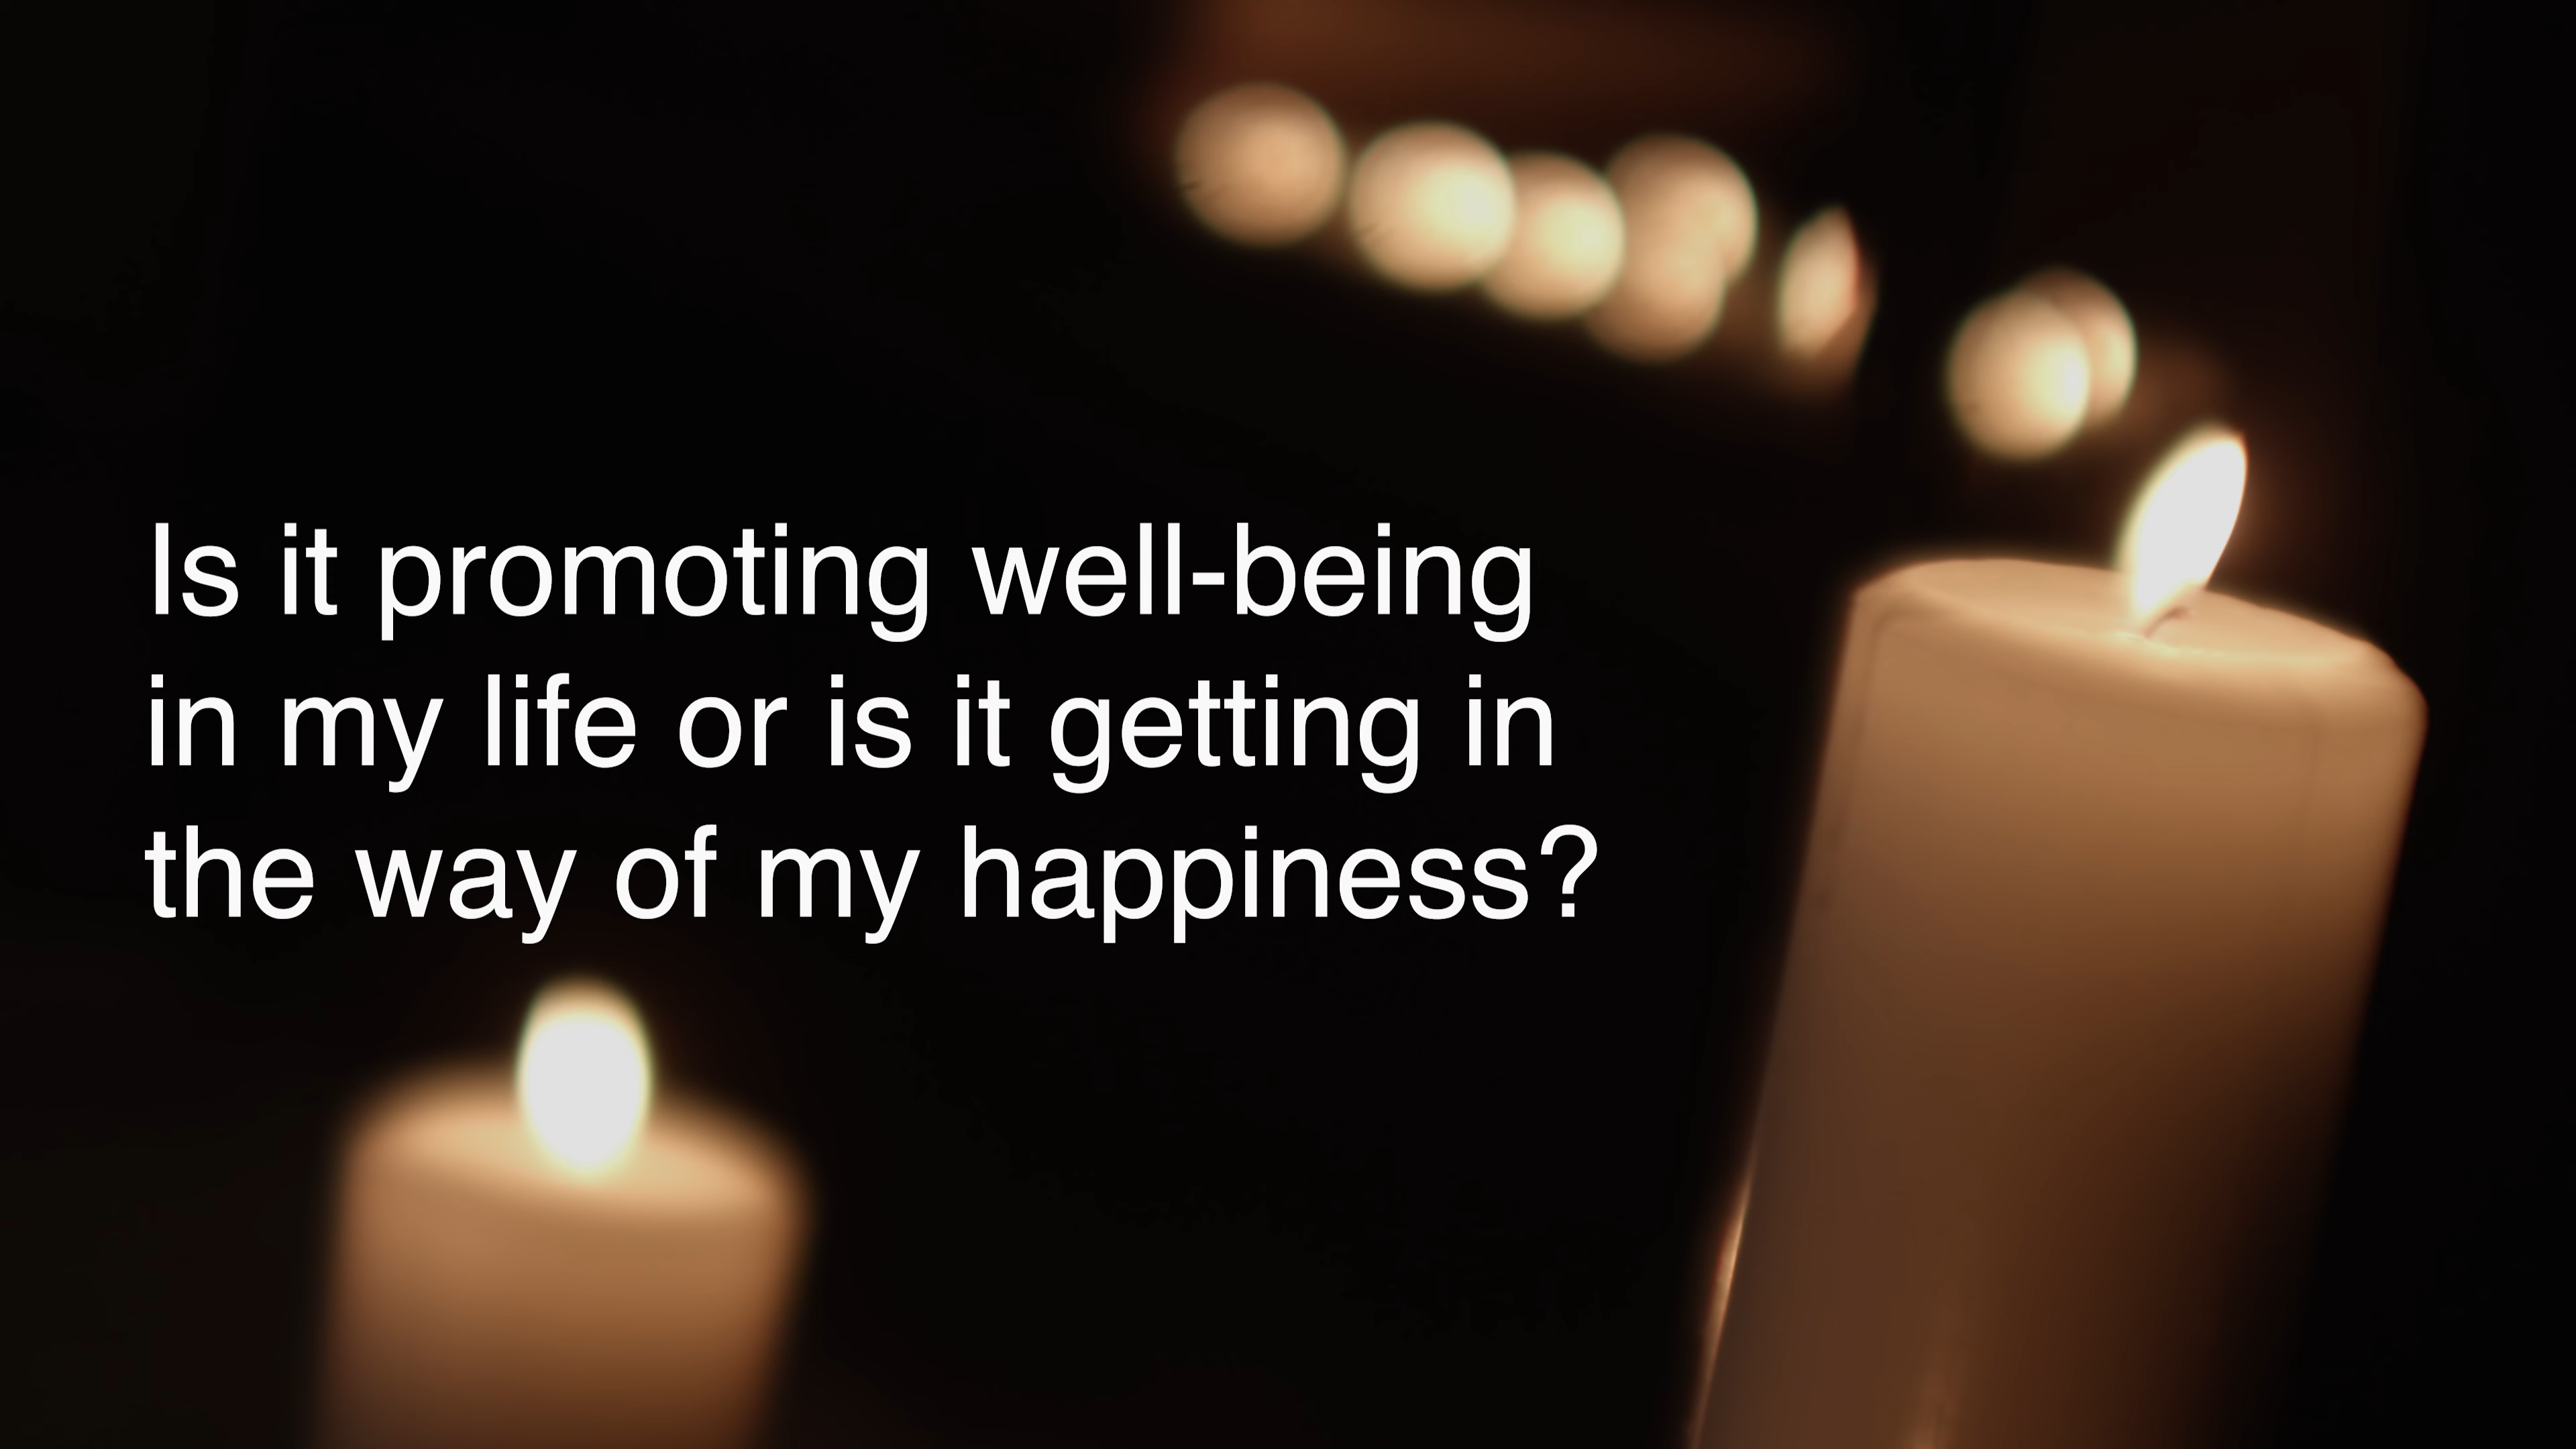 Is it promoting well-being
in my life or is it getting in
the way of my happiness?